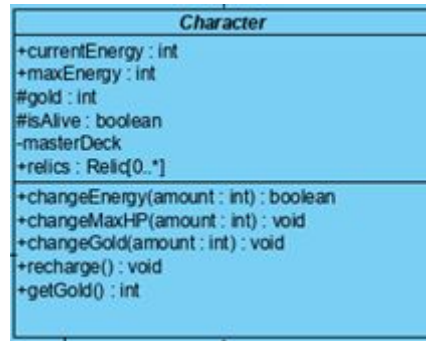 Character
+currentEnergy : int
+maxEnergy : int
#gold : int
#isAlive : boolean
-masterDeck
+relics : Relic[0..*]
+changeEnergy(amount : int) : boolean
+changeMaxHP(amount : int) : void
+changeGold(amount : int) : void
+recharge() : void
+getGold() : int